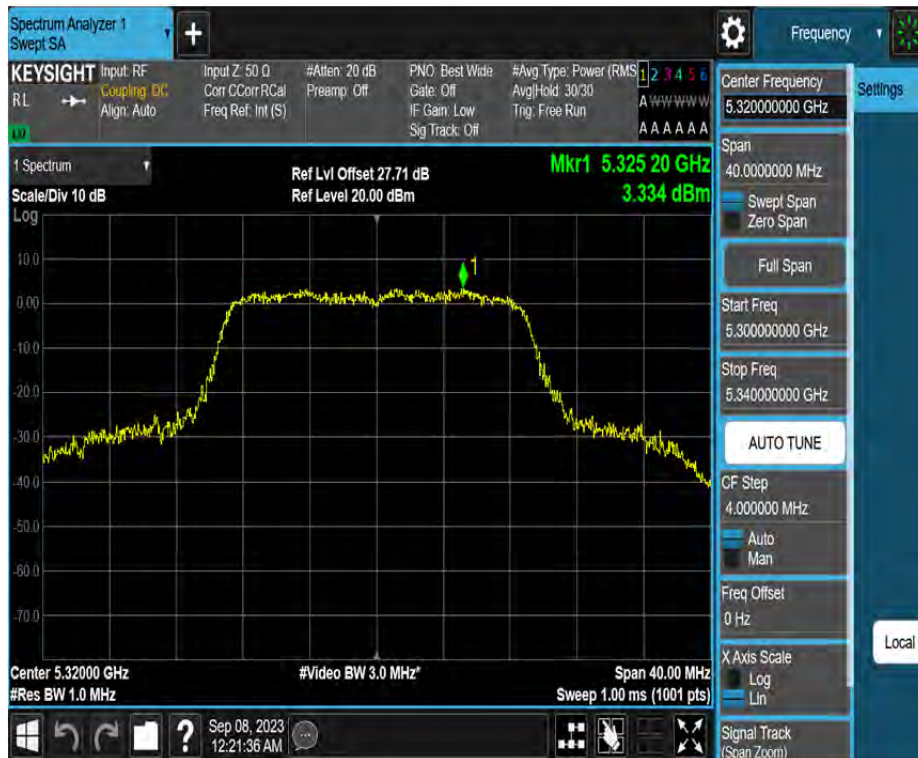 Spectrum Analyzer 1
Swept SA
+
Frequency
KEYSIGHT
RL
Input: RF
Coupling: DC
Align: Auto
Input Z: 50 Ω
Corr CCorr RCal
Freq Ref: Int (S)
#Atten: 20 dB
Preamp: Off
PNO: Best Wide
Gate: Off
IF Gain: Low
Sig Track: Off
#Avg Type: Power (RMS
Avg|Hold: 30/30
Trig: Free Run
1 2 3 4 5 6
A W W W W W
A A A A A A
1 Spectrum
Scale/Div 10 dB
Log
Ref Lvl Offset 27.71 dB
Ref Level 20.00 dBm
Mkr1 5.325 20 GHz
3.334 dBm
1
10.0
0.00
-10.0
-20.0
-30.0
-40.0
-50.0
-60.0
-70.0
Center 5.32000 GHz
#Res BW 1.0 MHz
#Video BW 3.0 MHz*
Span 40.00 MHz
Sweep 1.00 ms (1001 pts)
?
Sep 08, 2023
12:21:36 AM
Center Frequency
5.320000000 GHz
Span
40.0000000 MHz
Swept Span
Zero Span
Full Span
Start Freq
5.300000000 GHz
Stop Freq
5.340000000 GHz
AUTO TUNE
CF Step
4.000000 MHz
Auto
Man
Freq Offset
0 Hz
X Axis Scale
Log
Lin
Signal Track
(Span Zoom)
Settings
Local